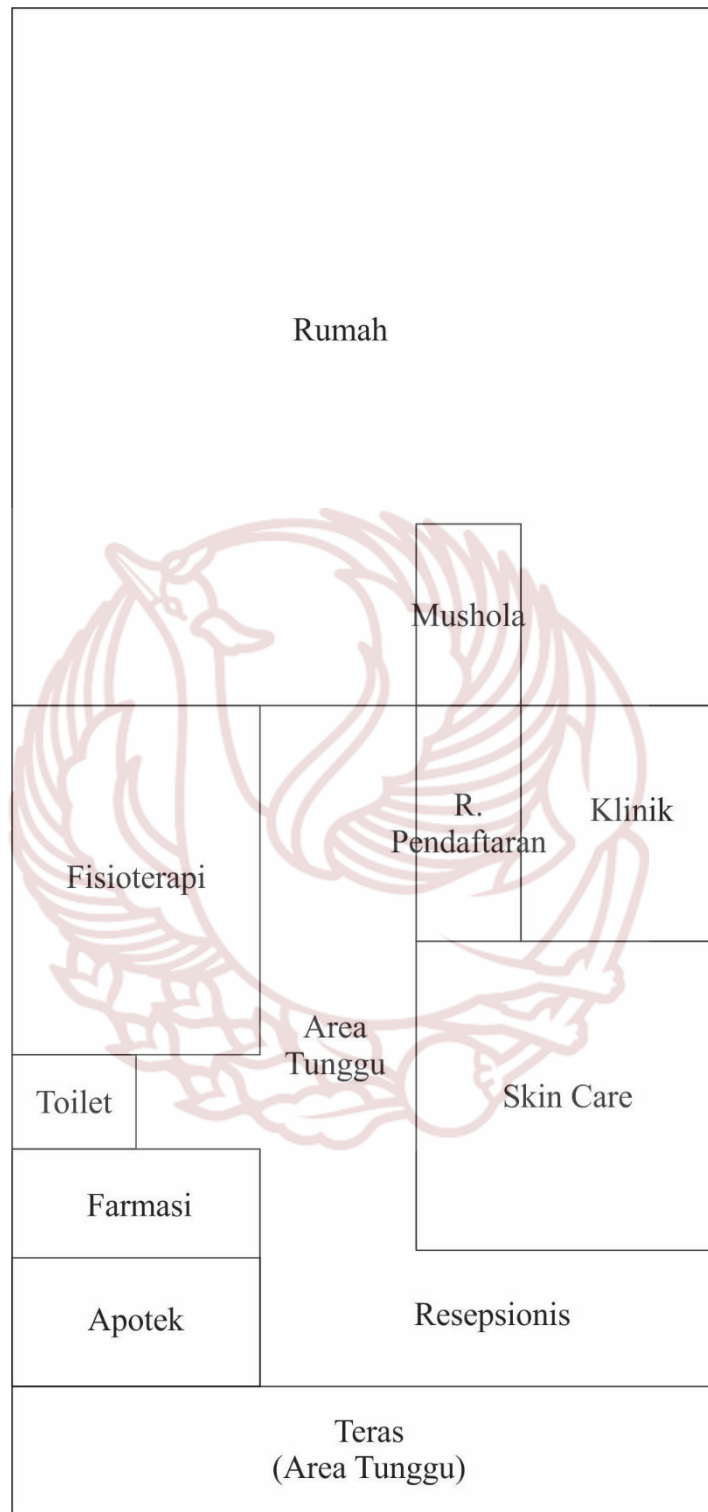 Rumah
Mushola
R.
Pendaftaran
Klinik
Fisioterapi
Area
Tunggu
Toilet
Skin Care
Farmasi
Apotek
Resepsionis
Teras
(Area Tunggu)